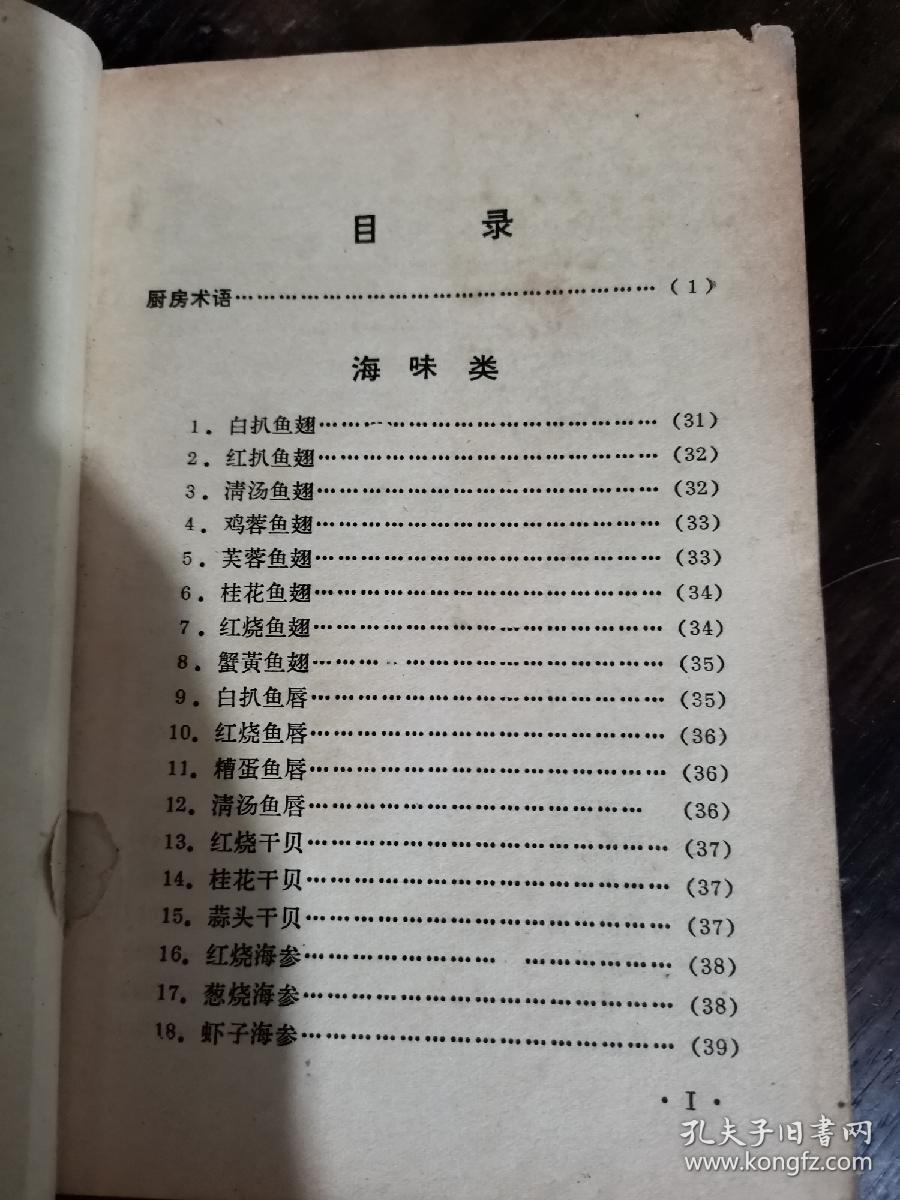 目 录
厨房术语……………………………………………………(1)
海味类
1. 白扒鱼翅………………………………………(31)
2. 红扒鱼翅………………………………………(32)
3. 清汤鱼翅………………………………………(32)
4. 鸡蓉鱼翅………………………………………(33)
5. 芙蓉鱼翅………………………………………(33)
6. 桂花鱼翅………………………………………(34)
7. 红烧鱼翅………………………………………(34)
8. 蟹黄鱼翅………………………………………(35)
9. 白扒鱼唇………………………………………(35)
10. 红烧鱼唇………………………………………(36)
11. 糟蛋鱼唇………………………………………(36)
12. 清汤鱼唇……………………………………(36)
13. 红烧干贝………………………………………(37)
14. 桂花干贝………………………………………(37)
15. 蒜头干贝………………………………………(37)
16. 红烧海参………………………………………(38)
17. 葱烧海参………………………………………(38)
18. 虾子海参………………………………………(39)
· I ·
孔夫子旧書网
www.kongfz.com